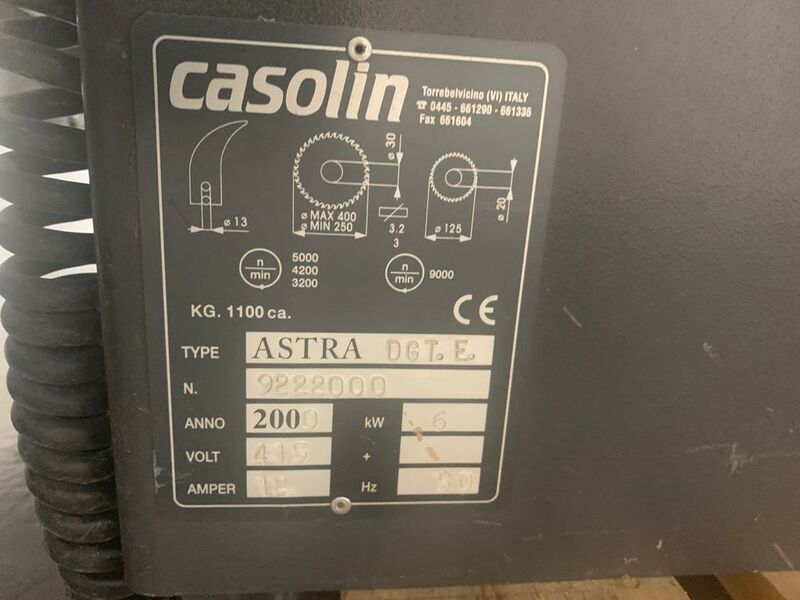 casolin
Torrebelvicino (VI) ITALY
☎ 0445 - 661290 - 661335
Fax 661604
ø 30
ø 13
ø MAX 400
ø MIN 250
3.2
3
ø 125
ø 20
n/min
5000
4200
3200
n/min
9000
KG. 1100 ca.
CE
TYPE ASTRA DGT. E.
N. 9222000
ANNO 2000 kW 6
VOLT 415 +
AMPER Hz 50